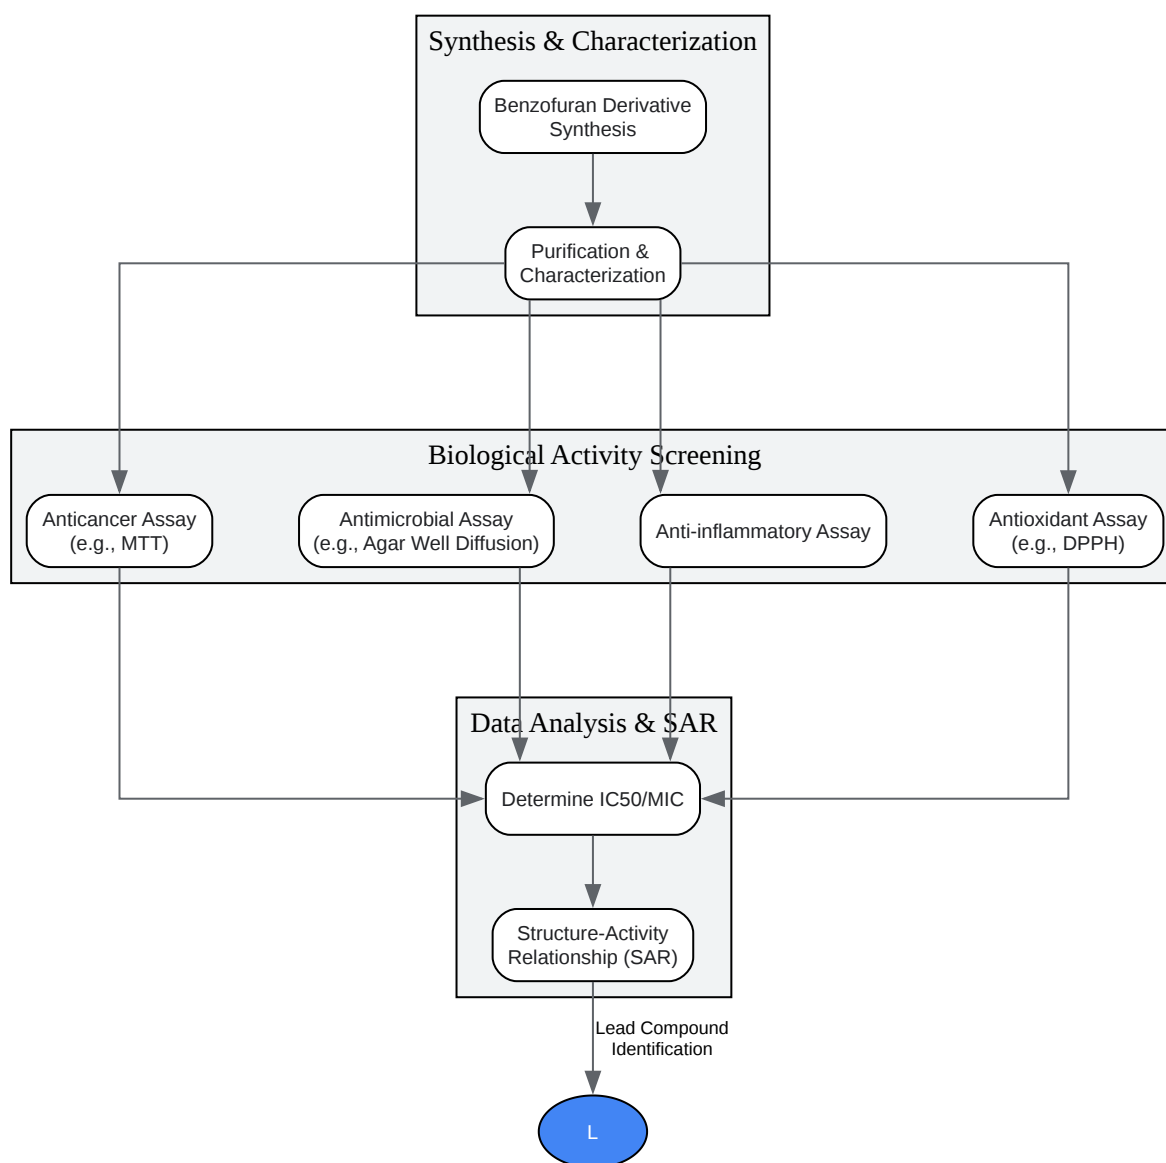 Synthesis & Characterization
Benzofuran Derivative
Synthesis
Purification &
Characterization
Biological Activity Screening
Anticancer Assay
(e.g., MTT)
Antimicrobial Assay
(e.g., Agar Well Diffusion)
Anti-inflammatory Assay
Antioxidant Assay
(e.g., DPPH)
Data Analysis & SAR
Determine IC50/MIC
Structure-Activity
Relationship (SAR)
Lead Compound
Identification
L